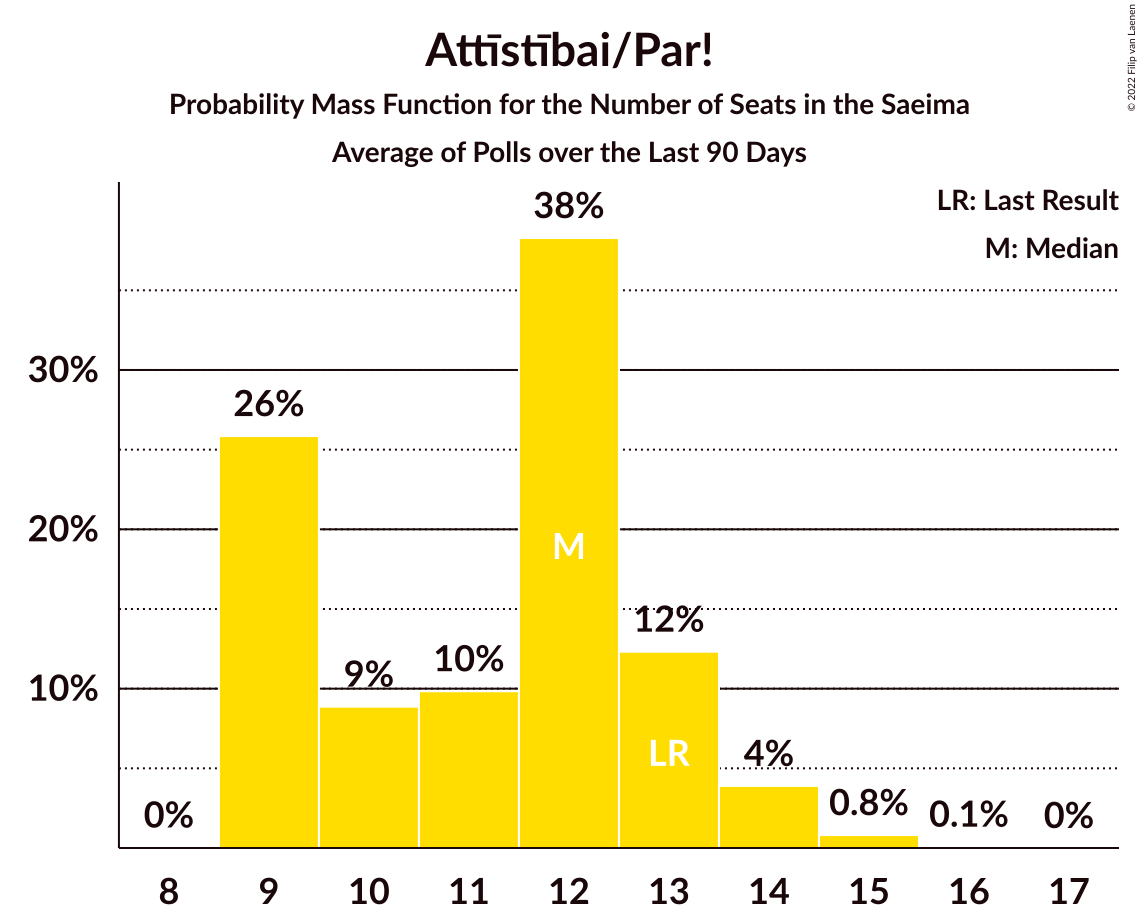 Attīstībai/Par!
Probability Mass Function for the Number of Seats in the Saeima
Average of Polls over the Last 90 Days
© 2022 Filip van Laenen
LR: Last Result
M: Median
38%
30%
26%
20%
M
12%
10%
9%
10%
LR
4%
0%
0.8%
0.1%
0%
8 9 10 11 12 13 14 15 16 17